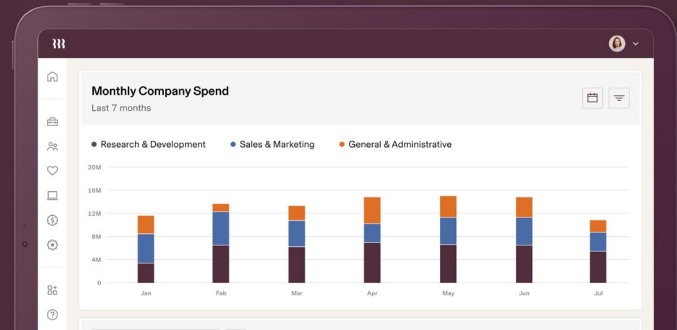 Monthly Company Spend
Last 7 months
Research & Development Sales & Marketing General & Administrative
20M
16M
12M
8M
4M
0
Jan Feb Mar Apr May Jun Jul